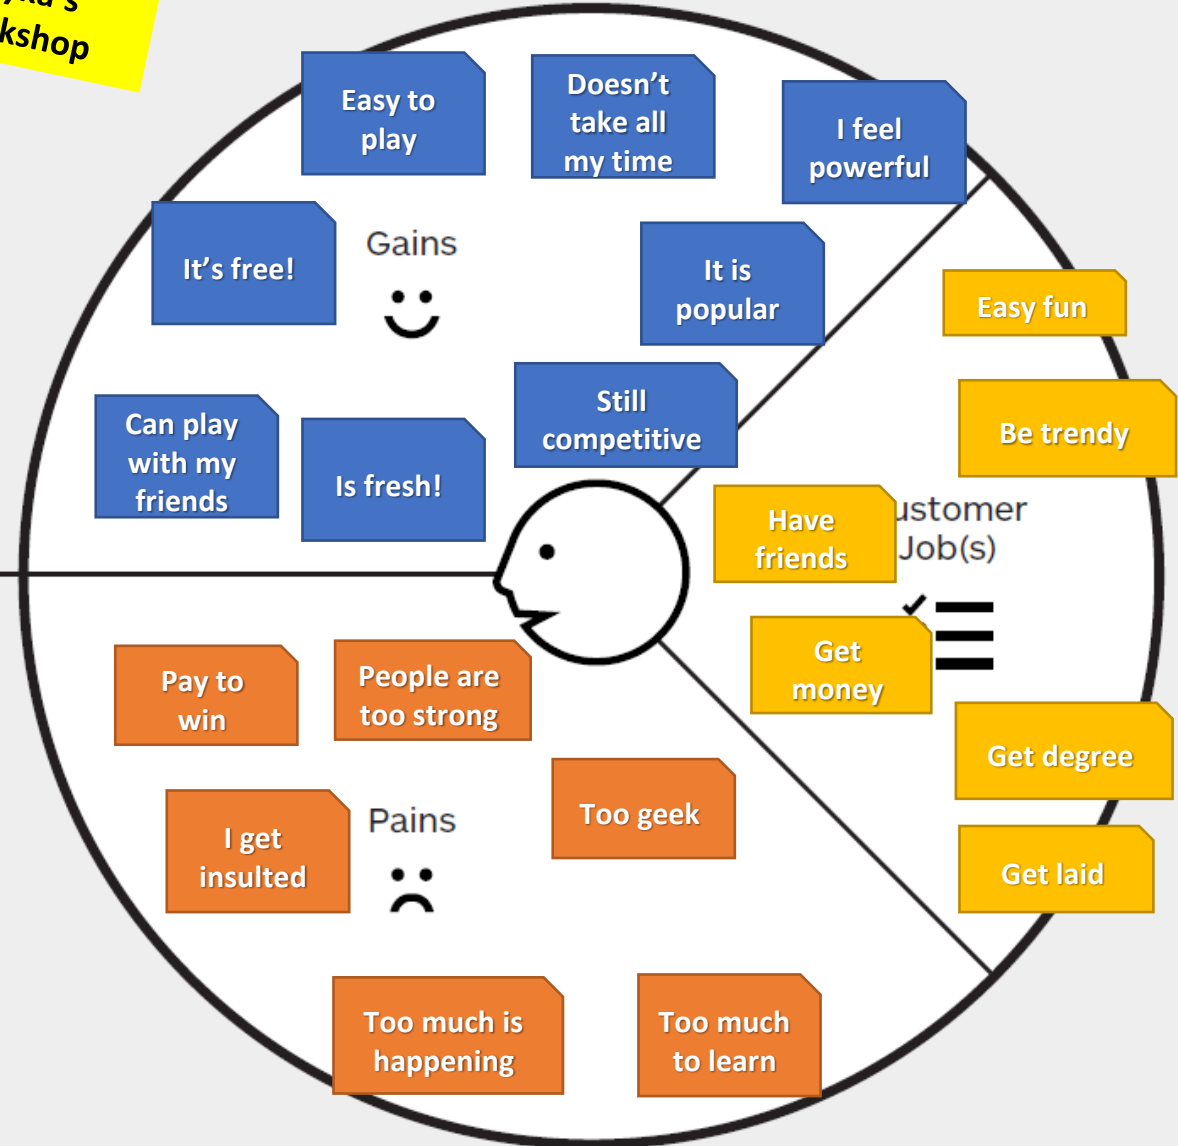 Easy to
play
Doesn’t
take all
my time
I feel
powerful
It’s free!
Gains
It is
popular
Can play
with my
friends
Is fresh!
Still
competitive
Easy fun
Be trendy
Have
friends
Job(s)
Get
money
Get degree
Get laid
Pay to
win
People are
too strong
I get
insulted
Pains
Too geek
Too much is
happening
Too much
to learn